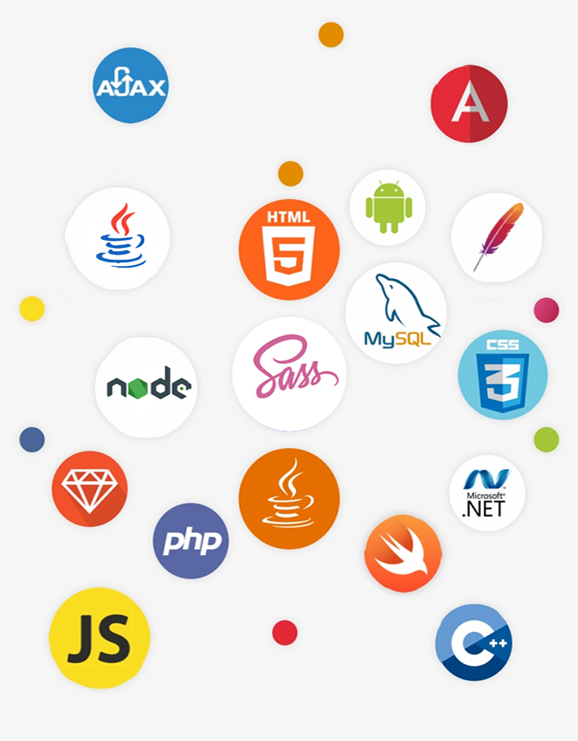 AJAX
A
HTML
5
MySQL
CSS
3
node
Sass
Microsoft®
.NET
php
JS
C++